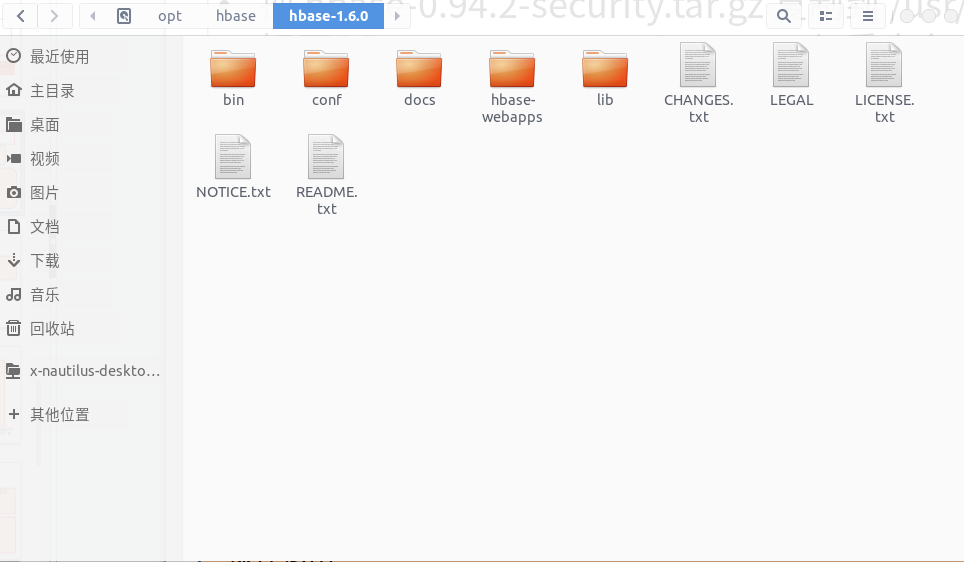 hbase-0.94.2-security.tar.gz
/usr/
opt hbase hbase-1.6.0
最近使用
主目录
桌面
视频
图片
文档
下载
音乐
回收站
x-nautilus-deskto…
其他位置
bin conf docs hbase- lib CHANGES. LEGAL LICENSE.
webapps txt txt
NOTICE.txt README.
txt